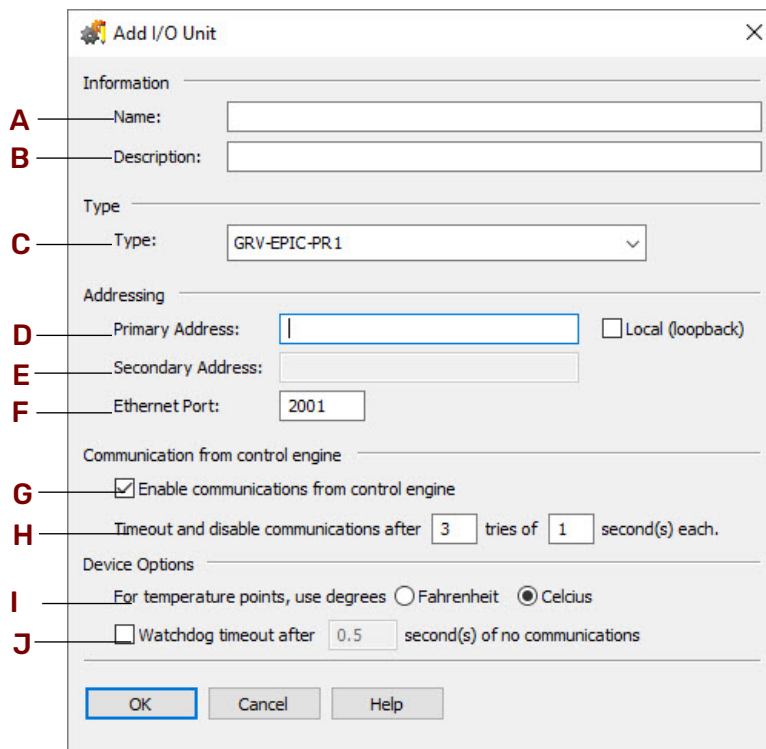 Add I/O Unit
Information
A Name:
B Description:
Type
C Type: GRV-EPIC-PR1
Addressing
D Primary Address: Local (loopback)
E Secondary Address:
F Ethernet Port: 2001
Communication from control engine
G Enable communications from control engine
H Timeout and disable communications after 3 tries of 1 second(s) each.
Device Options
I For temperature points, use degrees Fahrenheit Celcius
J Watchdog timeout after 0.5 second(s) of no communications
OK Cancel Help